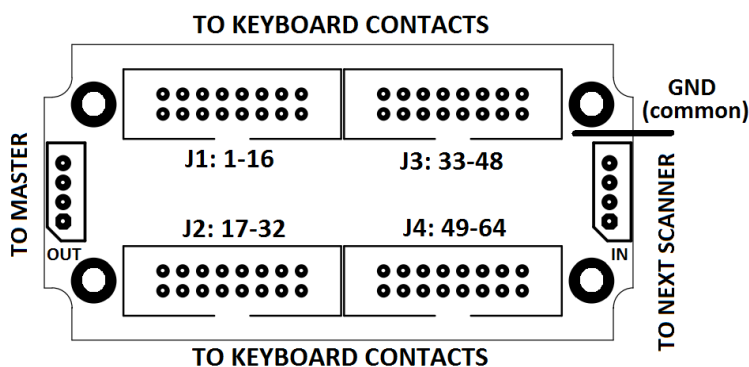 TO KEYBOARD CONTACTS
GND
(common)
J1: 1-16
J3: 33-48
TO MASTER
TO NEXT SCANNER
J2: 17-32
J4: 49-64
OUT
IN
TO KEYBOARD CONTACTS